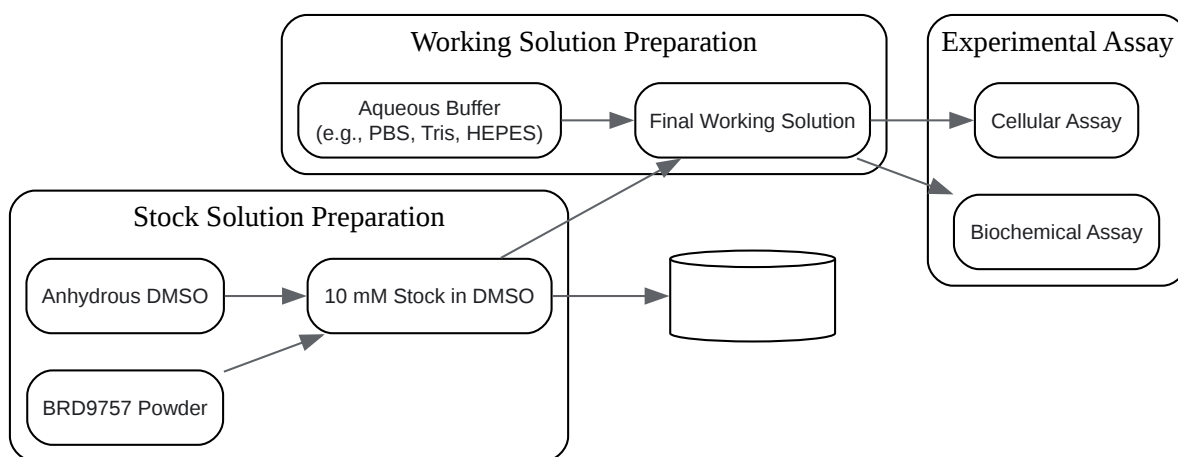 Working Solution Preparation
Aqueous Buffer
(e.g., PBS, Tris, HEPES)
Final Working Solution
Experimental Assay
Cellular Assay
Biochemical Assay
Stock Solution Preparation
Anhydrous DMSO
10 mM Stock in DMSO
BRD9757 Powder